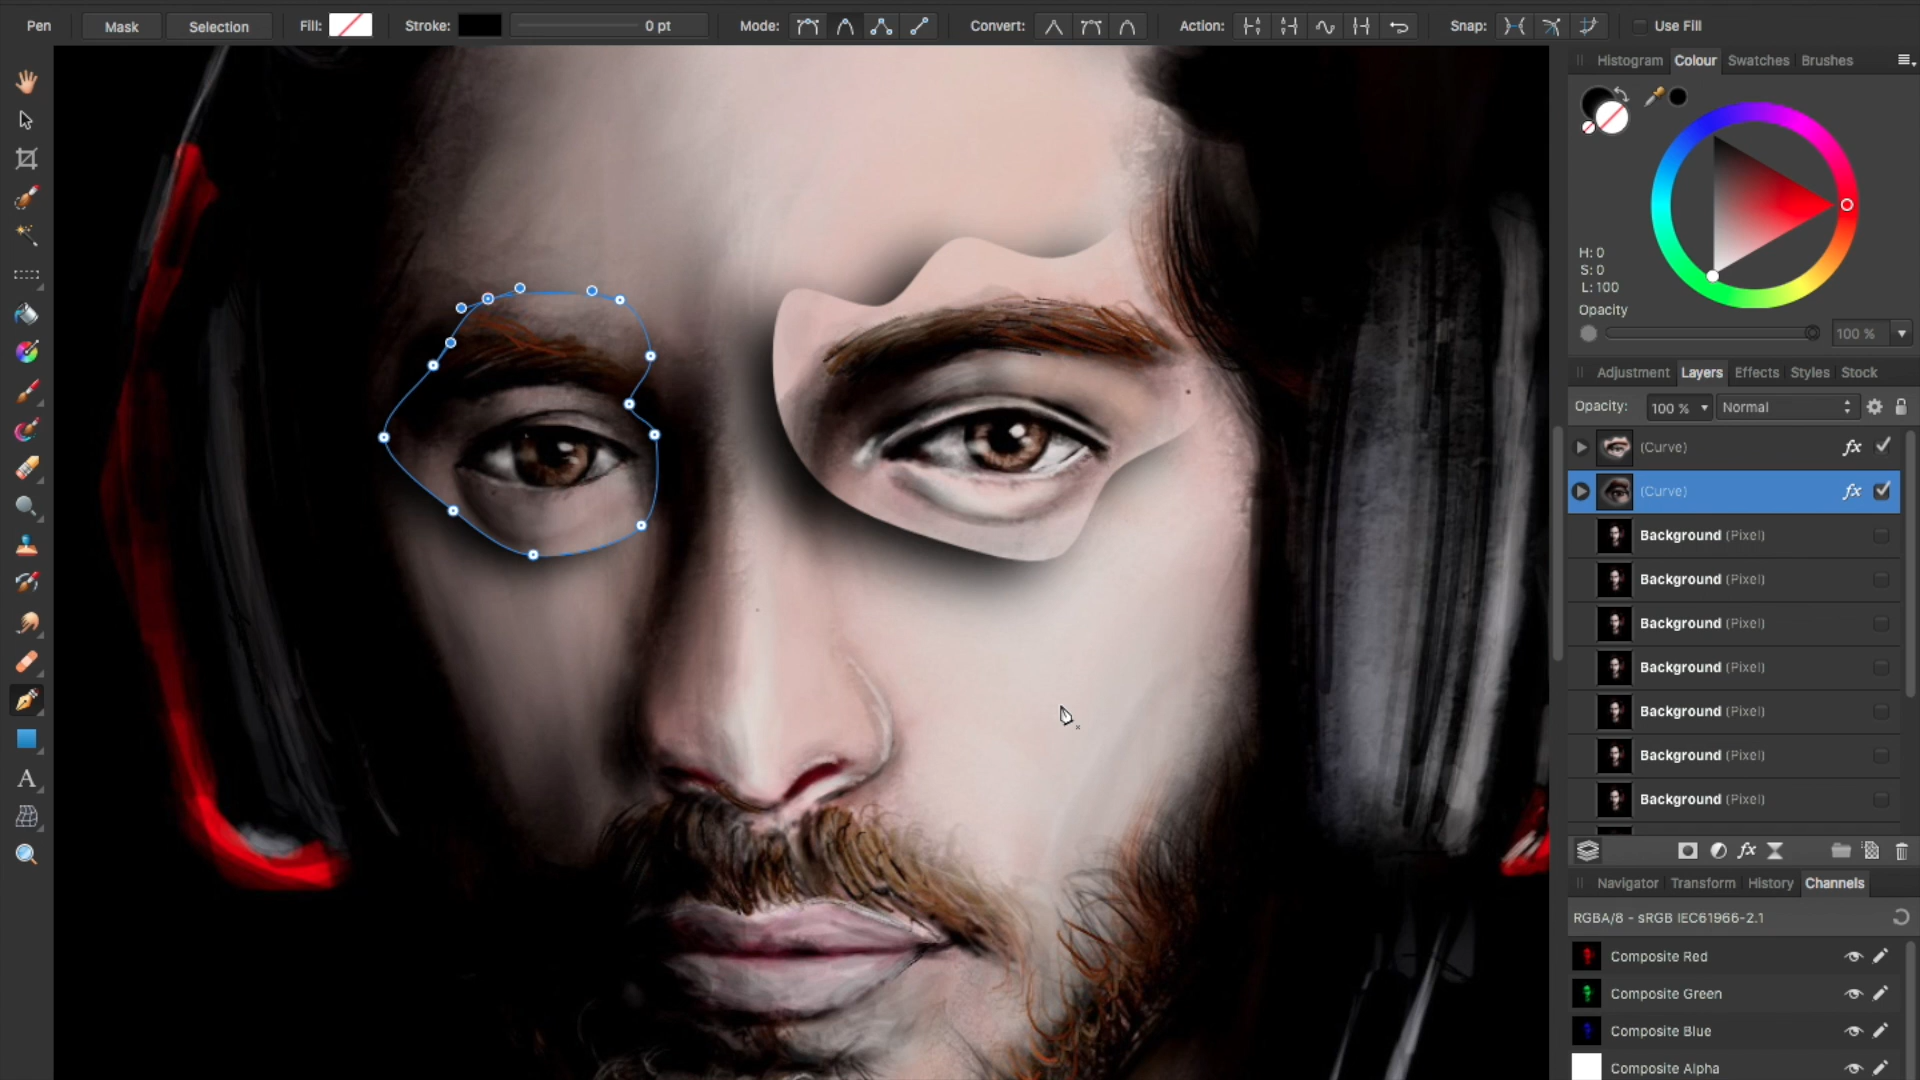 Pen Mask Selection Fill: Stroke: 0 pt Mode: Convert: Action: Snap: Use Fill
Histogram Colour Swatches Brushes
H: 0
S: 0
L: 100
Opacity
100 %
Adjustment Layers Effects Styles Stock
Opacity: 100 % Normal
(Curve) fx
(Curve) fx
Background (Pixel)
Background (Pixel)
Background (Pixel)
Background (Pixel)
Background (Pixel)
Background (Pixel)
Background (Pixel)
fx
Navigator Transform History Channels
RGBA/8 - sRGB IEC61966-2.1
Composite Red
Composite Green
Composite Blue
Composite Alpha
A